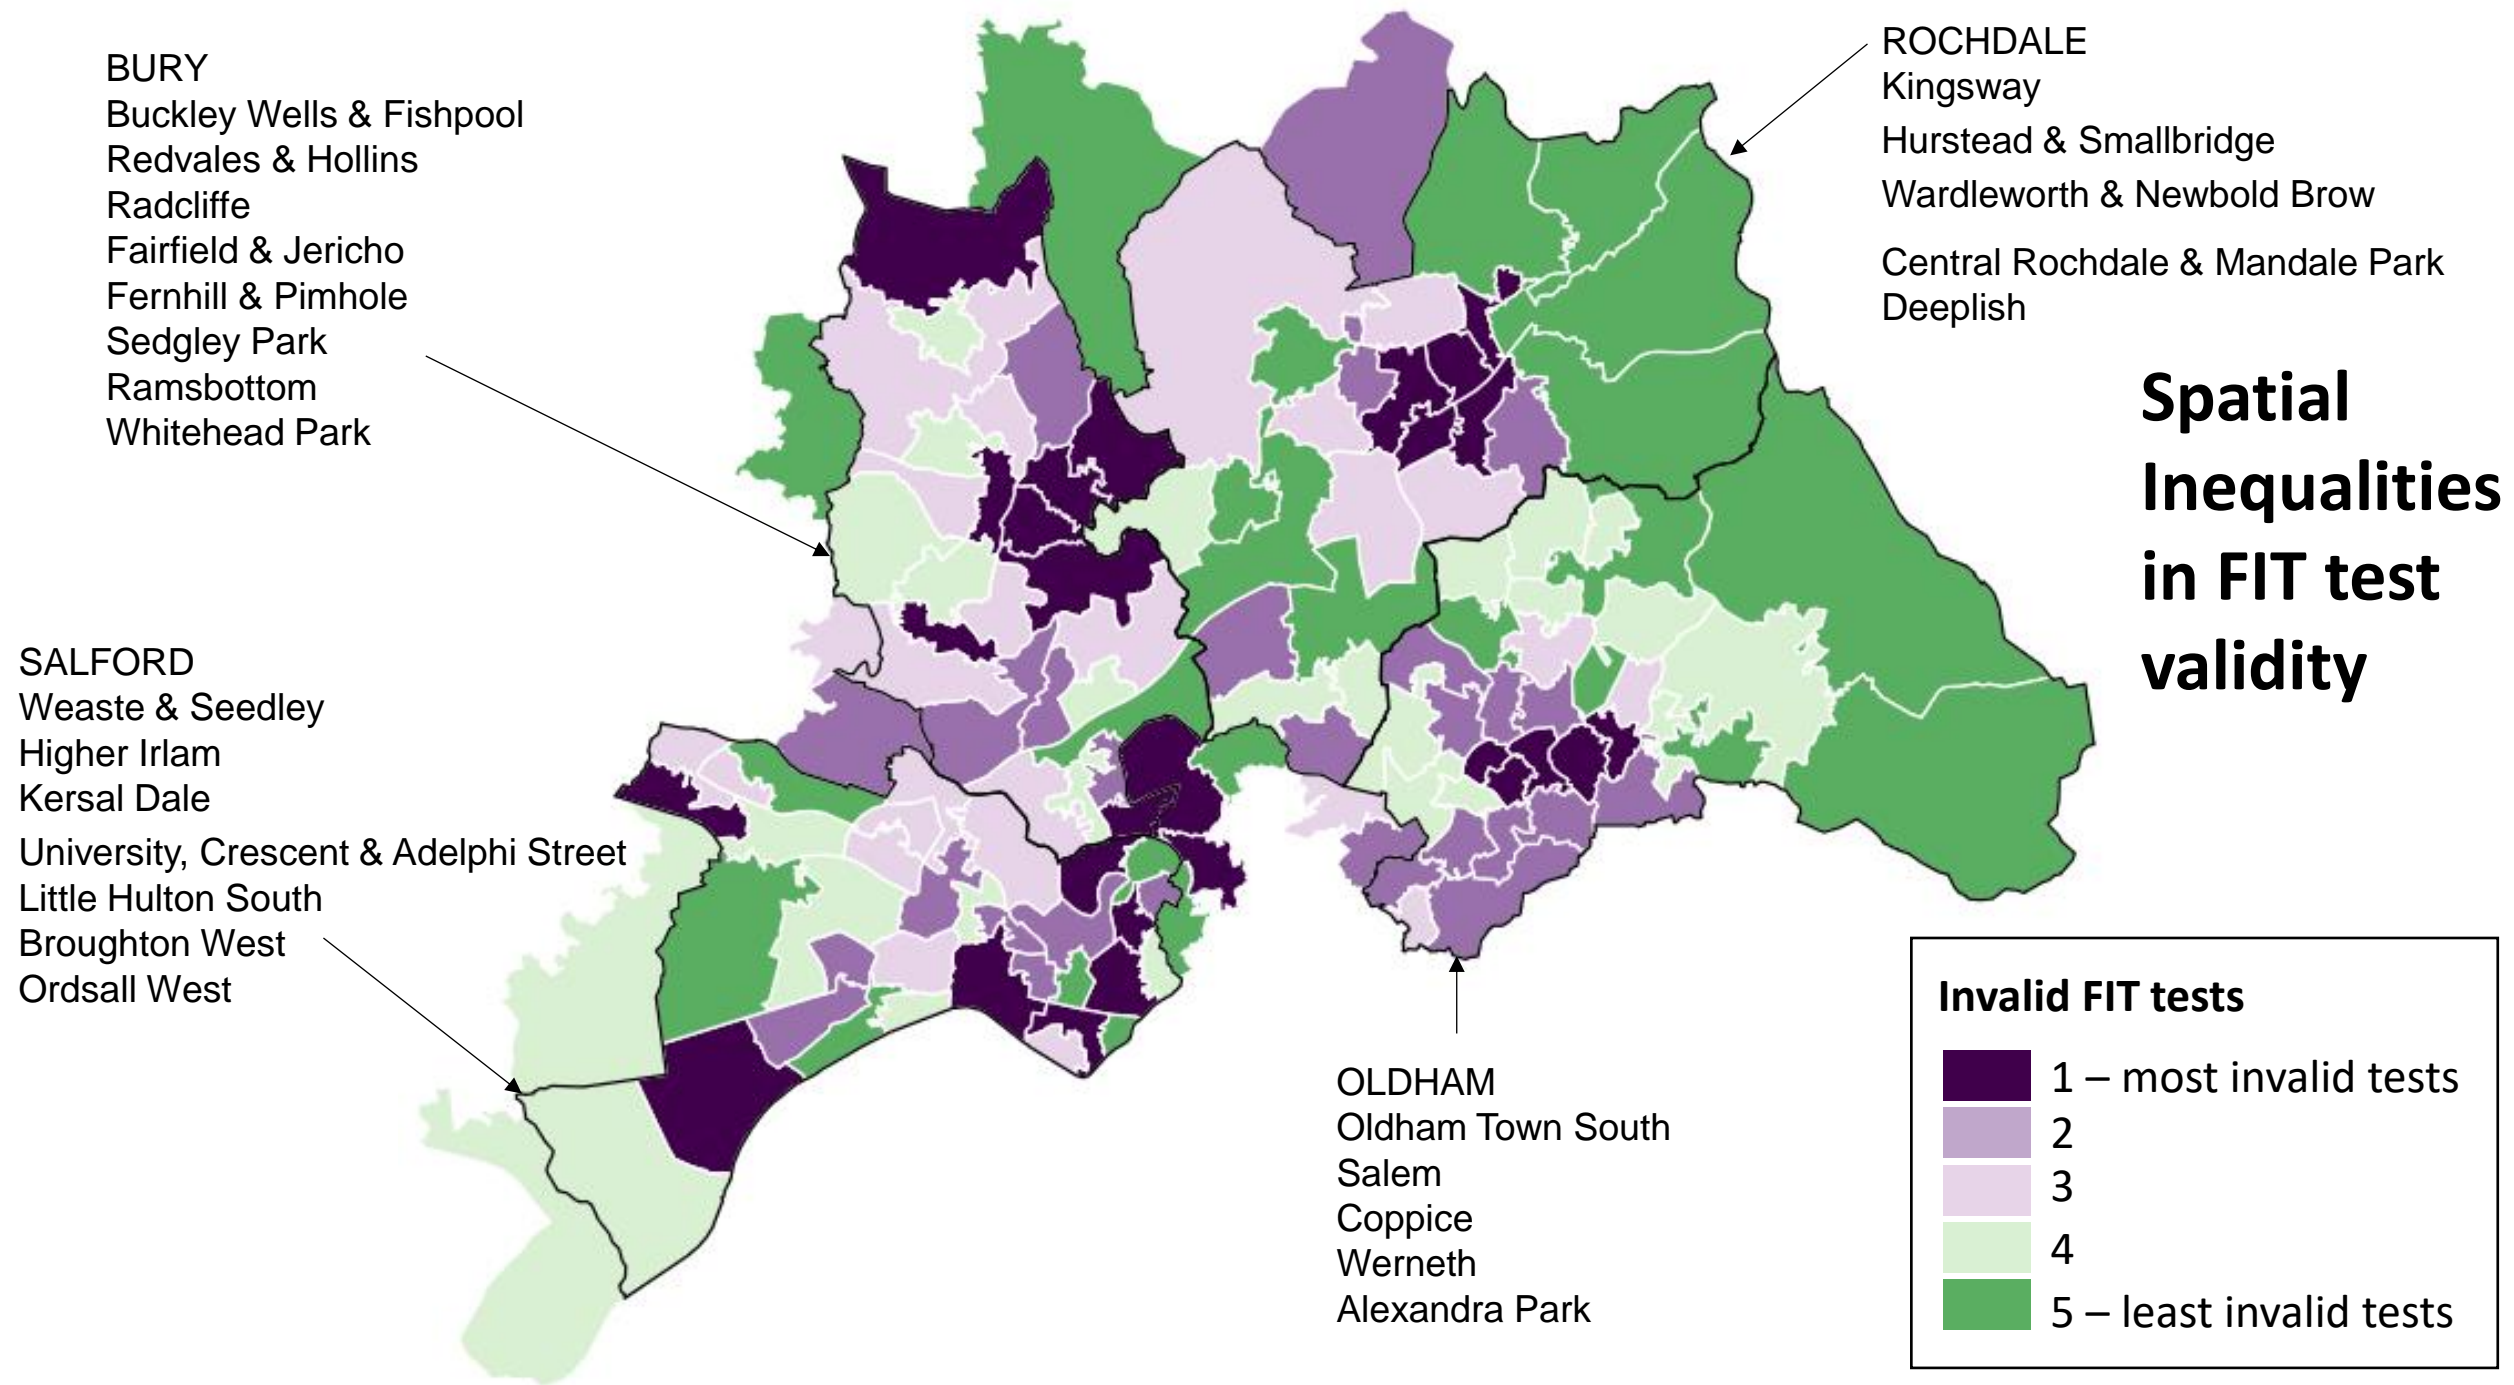 BURY
Buckley Wells & Fishpool
Redvales & Hollins
Radcliffe
Fairfield & Jericho
Fernhill & Pimhole
Sedgley Park
Ramsbottom
Whitehead Park
ROCHDALE
Kingsway
Hurstead & Smallbridge
Wardleworth & Newbold Brow
Central Rochdale & Mandale Park
Deeplish
Spatial
Inequalities
in FIT test
validity
SALFORD
Weaste & Seedley
Higher Irlam
Kersal Dale
University, Crescent & Adelphi Street
Little Hulton South
Broughton West
Ordsall West
OLDHAM
Oldham Town South
Salem
Coppice
Werneth
Alexandra Park
Invalid FIT tests
1 – most invalid tests
2
3
4
5 – least invalid tests